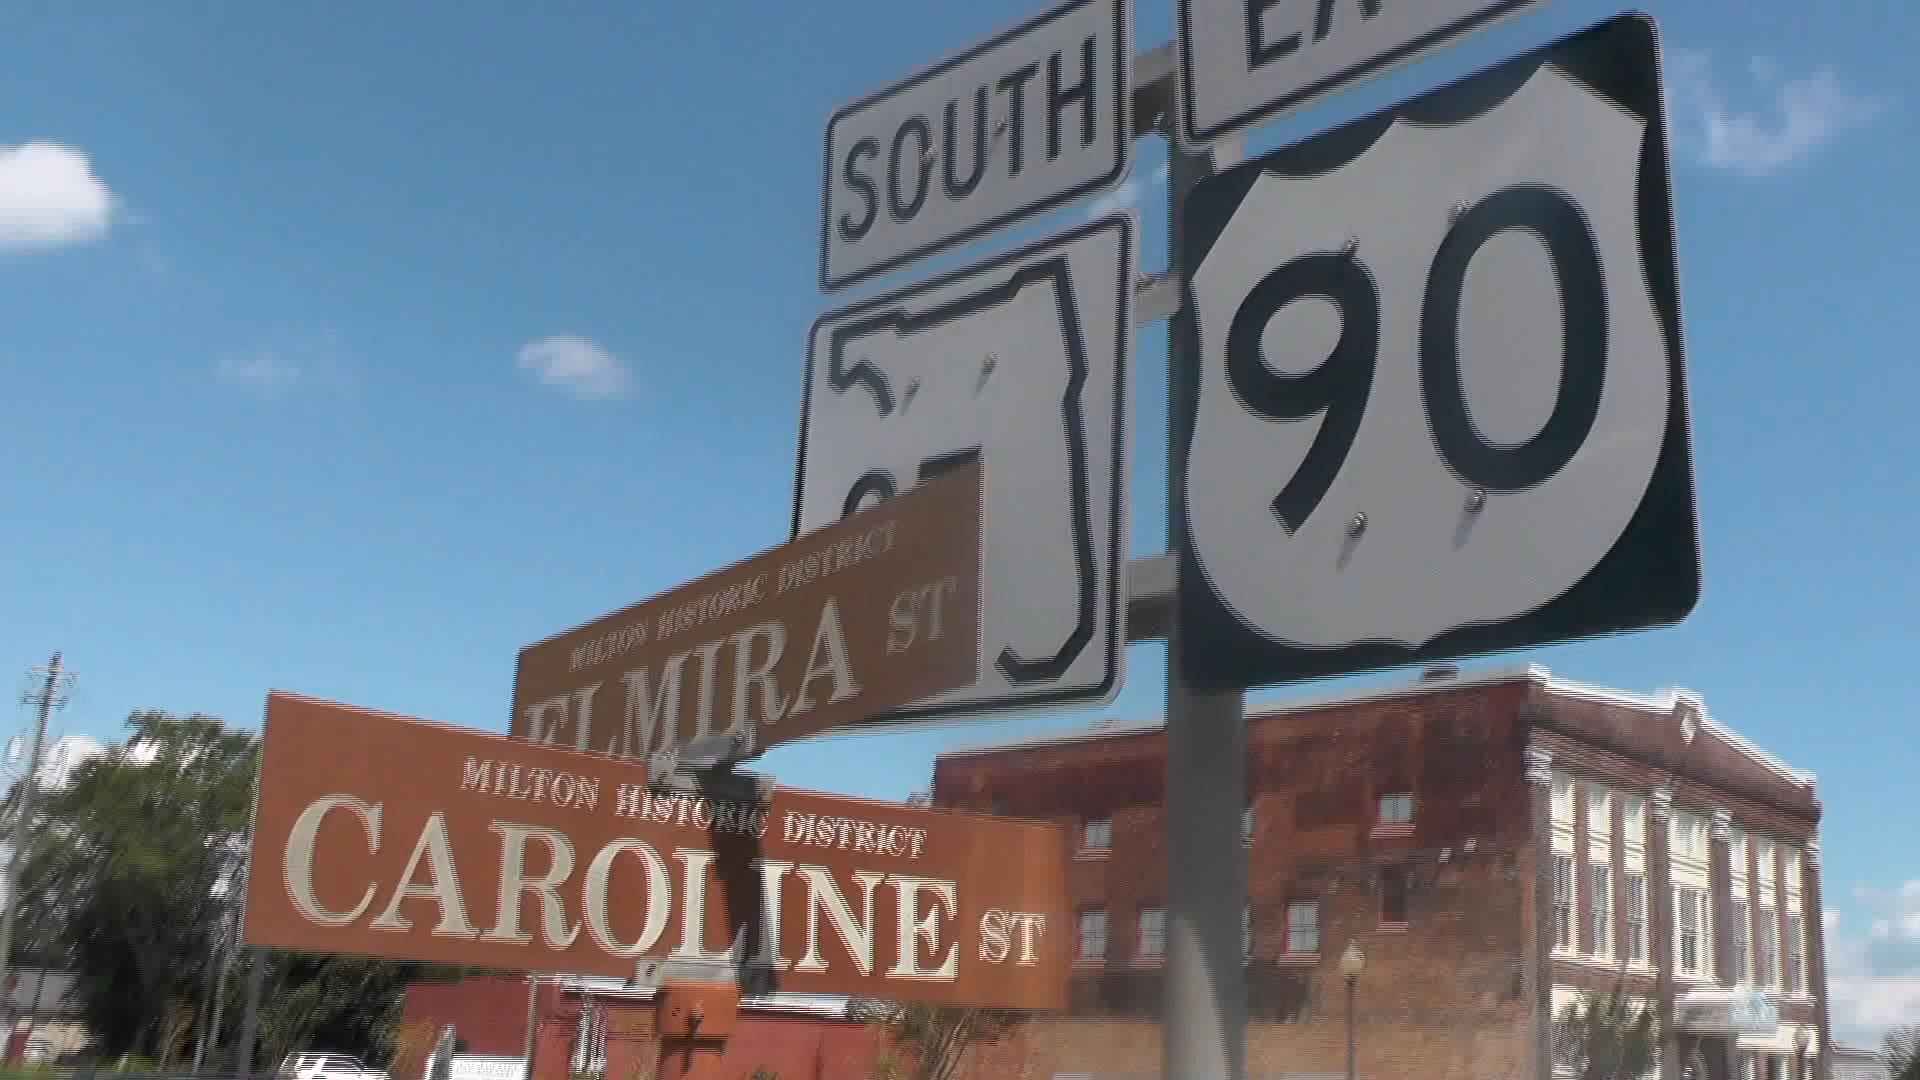 SOUTH
90
MILTON HISTORIC DISTRICT
ELMIRA ST
MILTON HISTORIC DISTRICT
CAROLINE ST